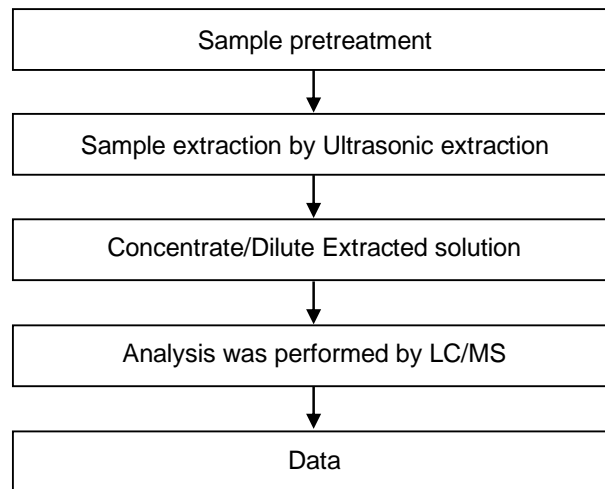 Sample pretreatment
Sample extraction by Ultrasonic extraction
Concentrate/Dilute Extracted solution
Analysis was performed by LC/MS
Data